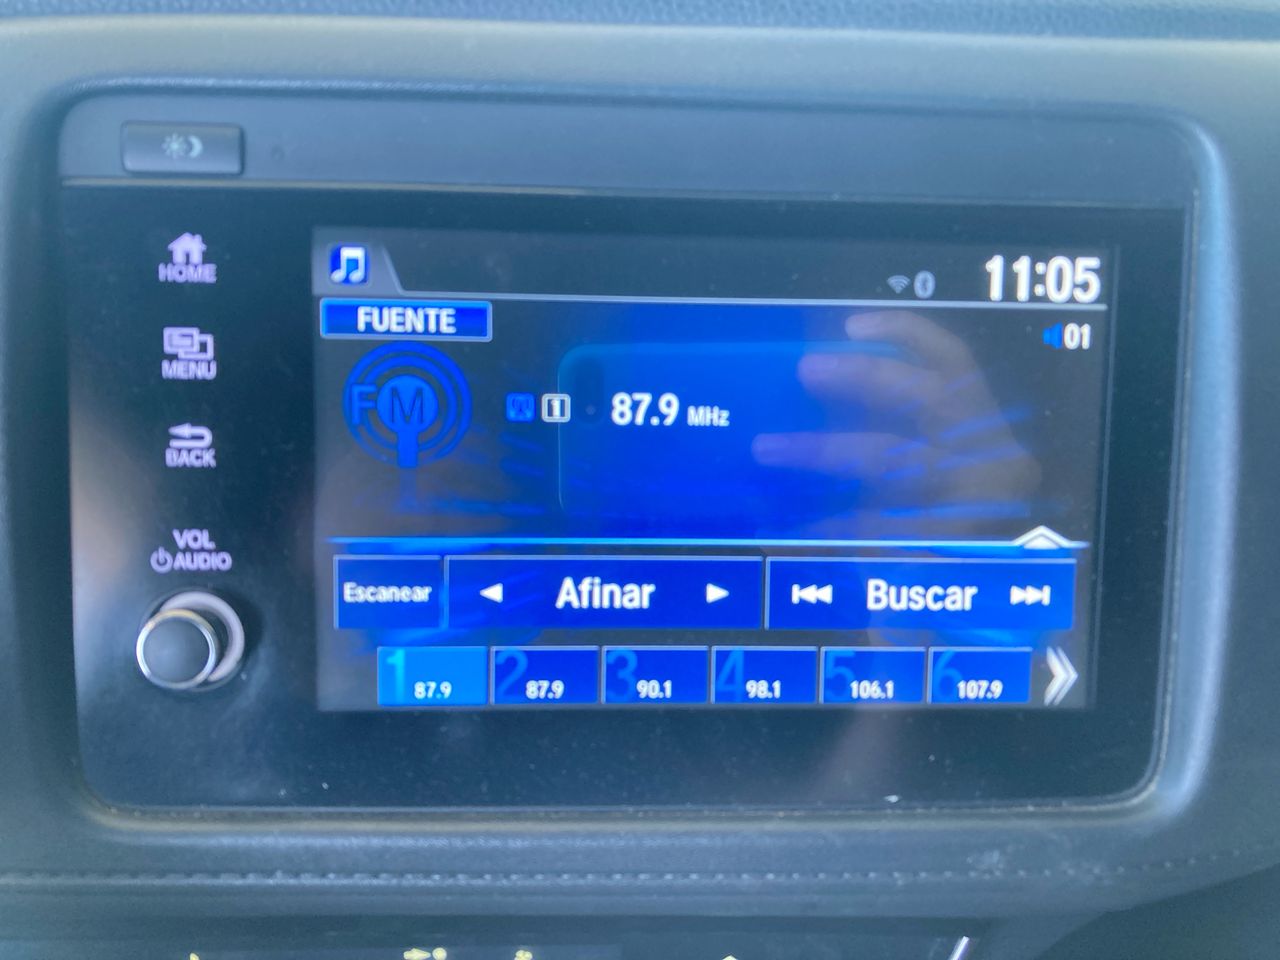 HOME
MENU
BACK
VOL
AUDIO
11:05
FUENTE
01
FM
1
87.9 MHz
Escanear
Afinar
Buscar
1 87.9
2 87.9
3 90.1
4 98.1
5 106.1
6 107.9